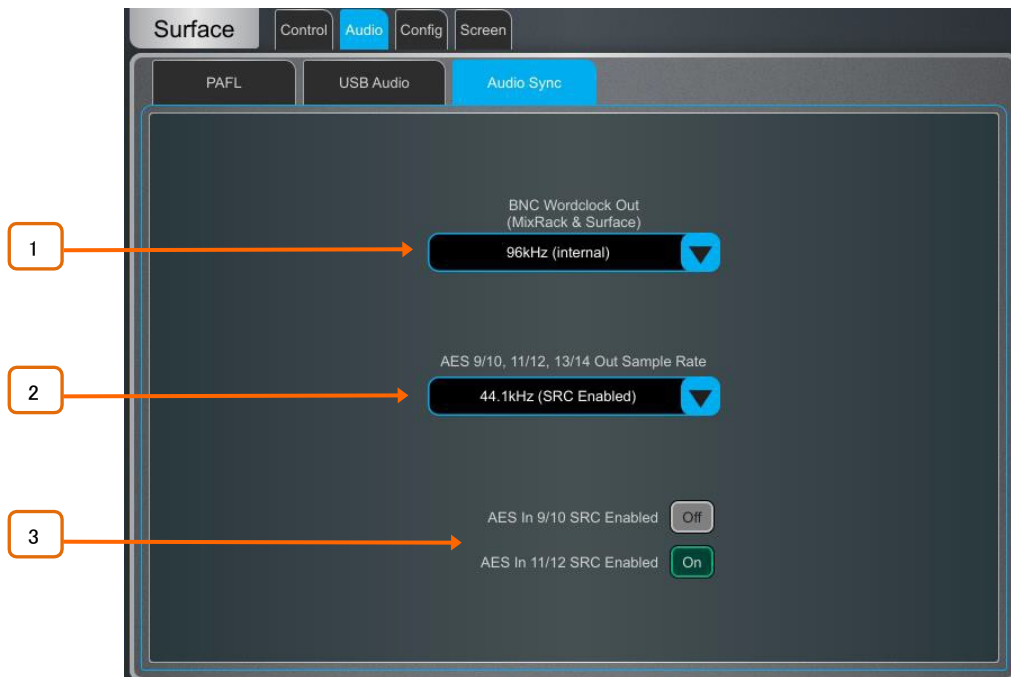 Surface
Control
Audio
Config
Screen
PAFL
USB Audio
Audio Sync
BNC Wordclock Out
(MixRack & Surface)
1
96kHz (internal)
AES 9/10, 11/12, 13/14 Out Sample Rate
2
44.1kHz (SRC Enabled)
AES In 9/10 SRC Enabled
Off
3
AES In 11/12 SRC Enabled
On